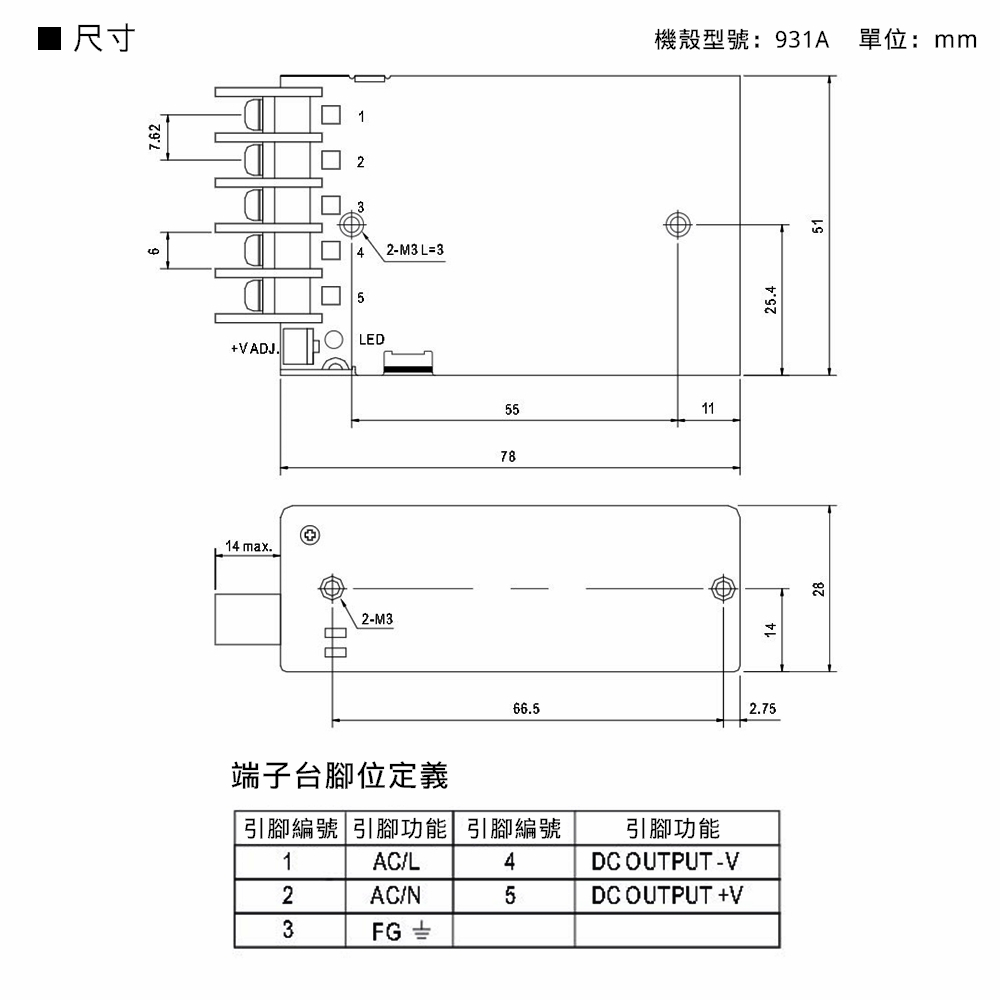 ■ 尺寸
機殼型號：931A 單位：mm
1
7.62
2
3
51
2-M3 L=3
4
6
25.4
5
LED
+V ADJ.
55
11
78
14 max.
28
2-M3
14
66.5
2.75
端子台腳位定義
引腳編號 引腳功能 引腳編號 引腳功能
1 AC/L 4 DC OUTPUT -V
2 AC/N 5 DC OUTPUT +V
3 FG ⏚